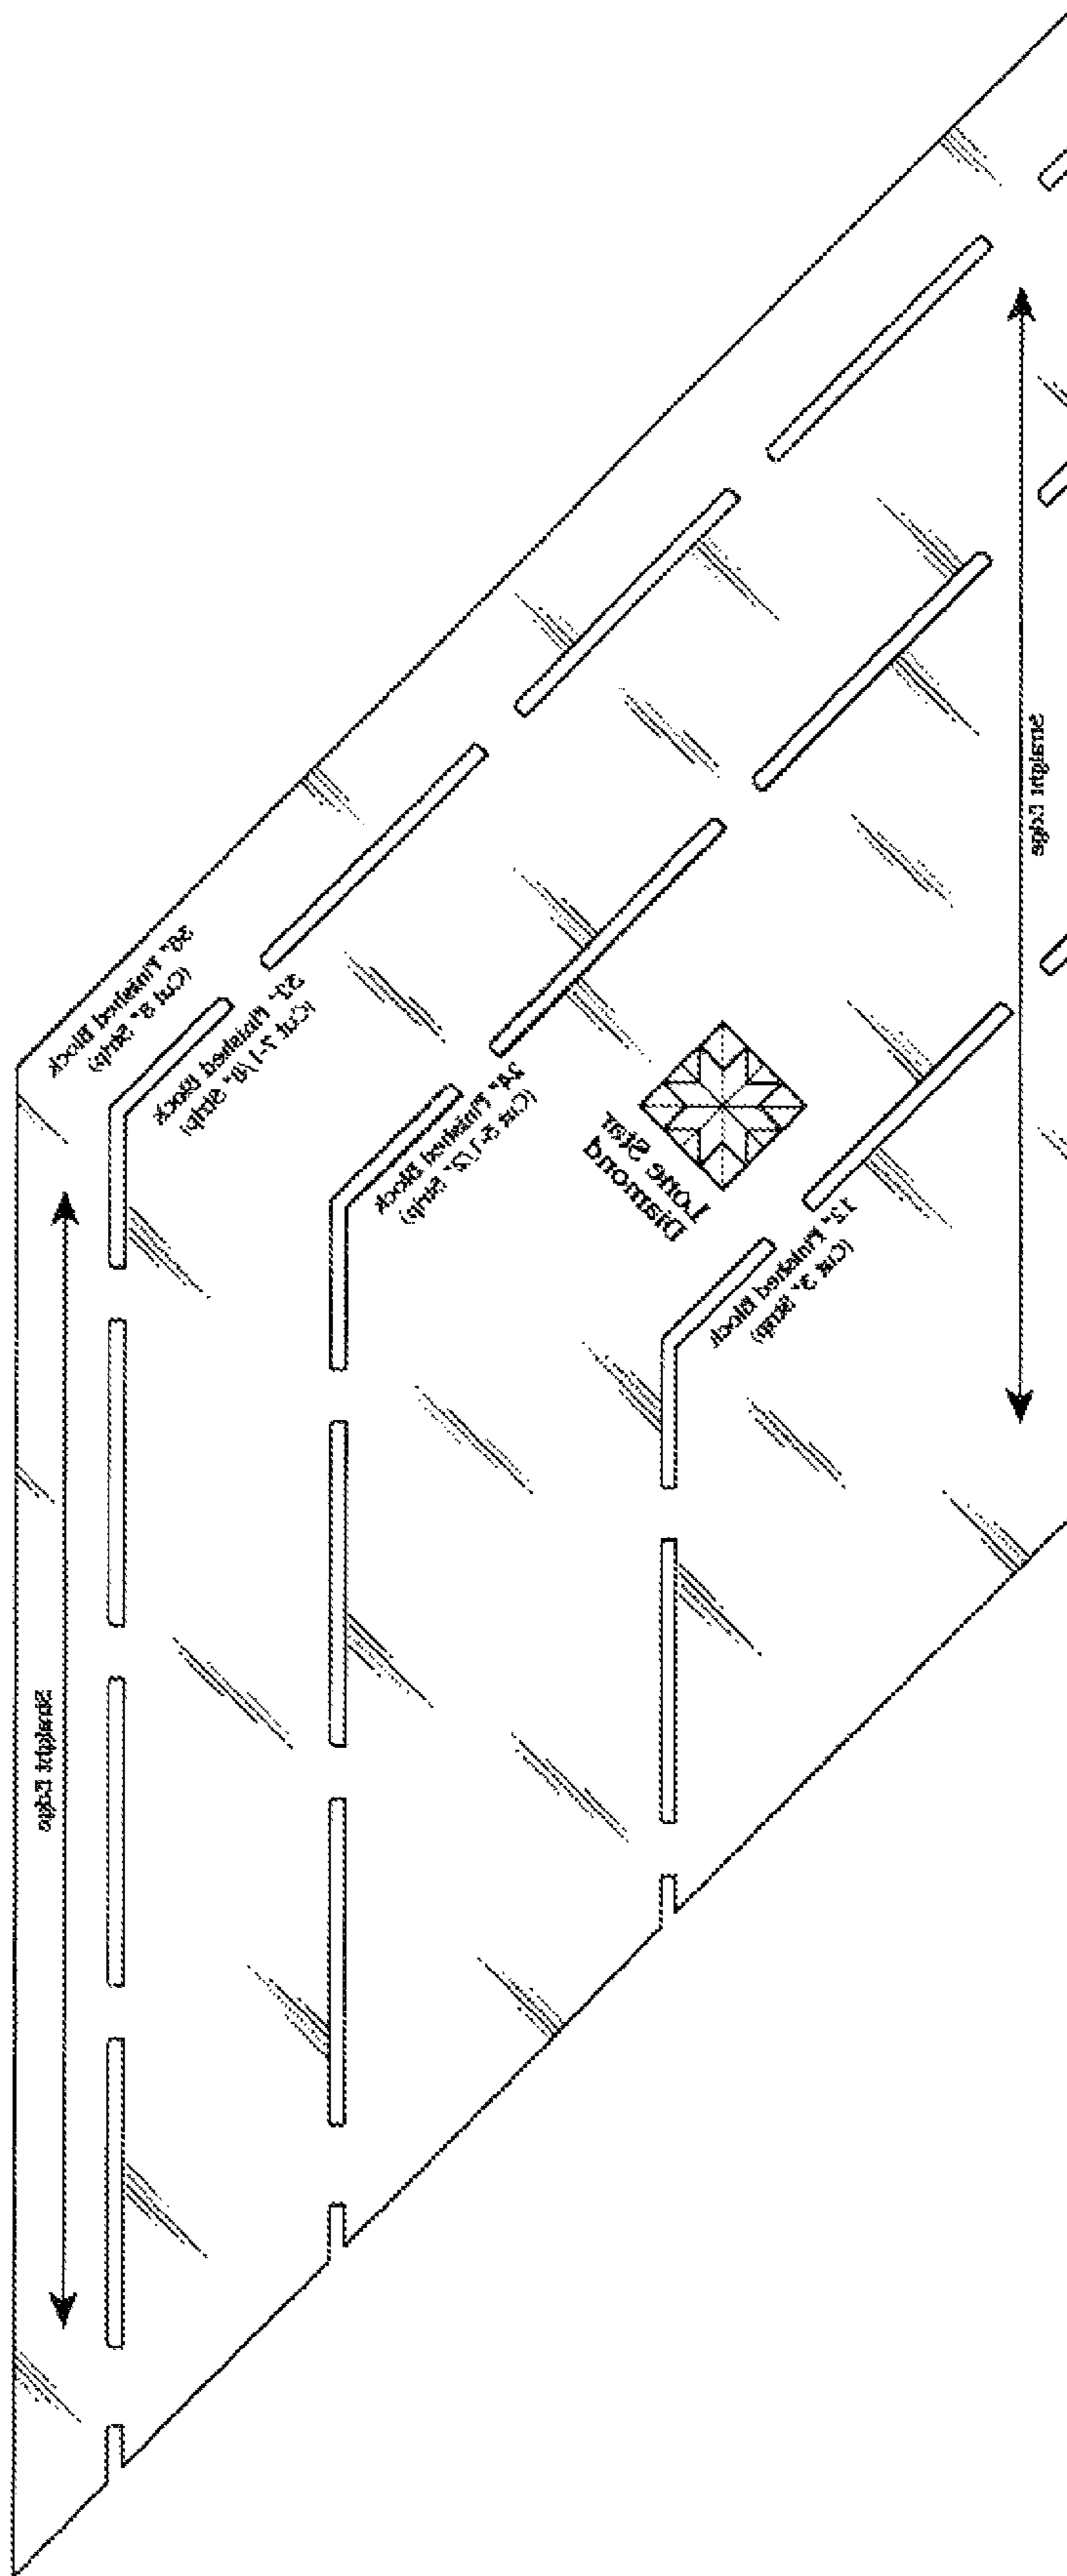 36" Finished Block
(Cut 8" Strip)
32" Finished Block
(Cut 7-1/8" Strip)
24" Finished Block
(Cut 5-1/2" Strip)
Lone Star
Diamond
12" Finished Block
(Cut 3" Strip)
Straight Edge
Straight Edge